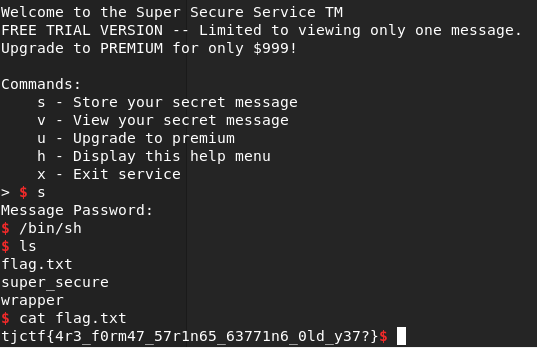 Welcome to the Super Secure Service TM
FREE TRIAL VERSION -- Limited to viewing only one message.
Upgrade to PREMIUM for only $999!

Commands:
    s - Store your secret message
    v - View your secret message
    u - Upgrade to premium
    h - Display this help menu
    x - Exit service
> $ s
Message Password:
$ /bin/sh
$ ls
flag.txt
super_secure
wrapper
$ cat flag.txt
tjctf{4r3_f0rm47_57r1n65_63771n6_0ld_y37?}$